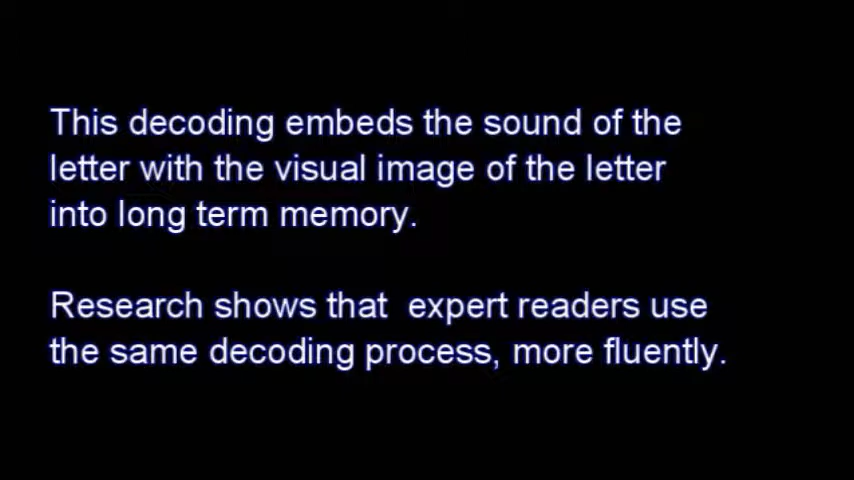 This decoding embeds the sound of the
letter with the visual image of the letter
into long term memory.
Research shows that  expert readers use
the same decoding process, more fluently.